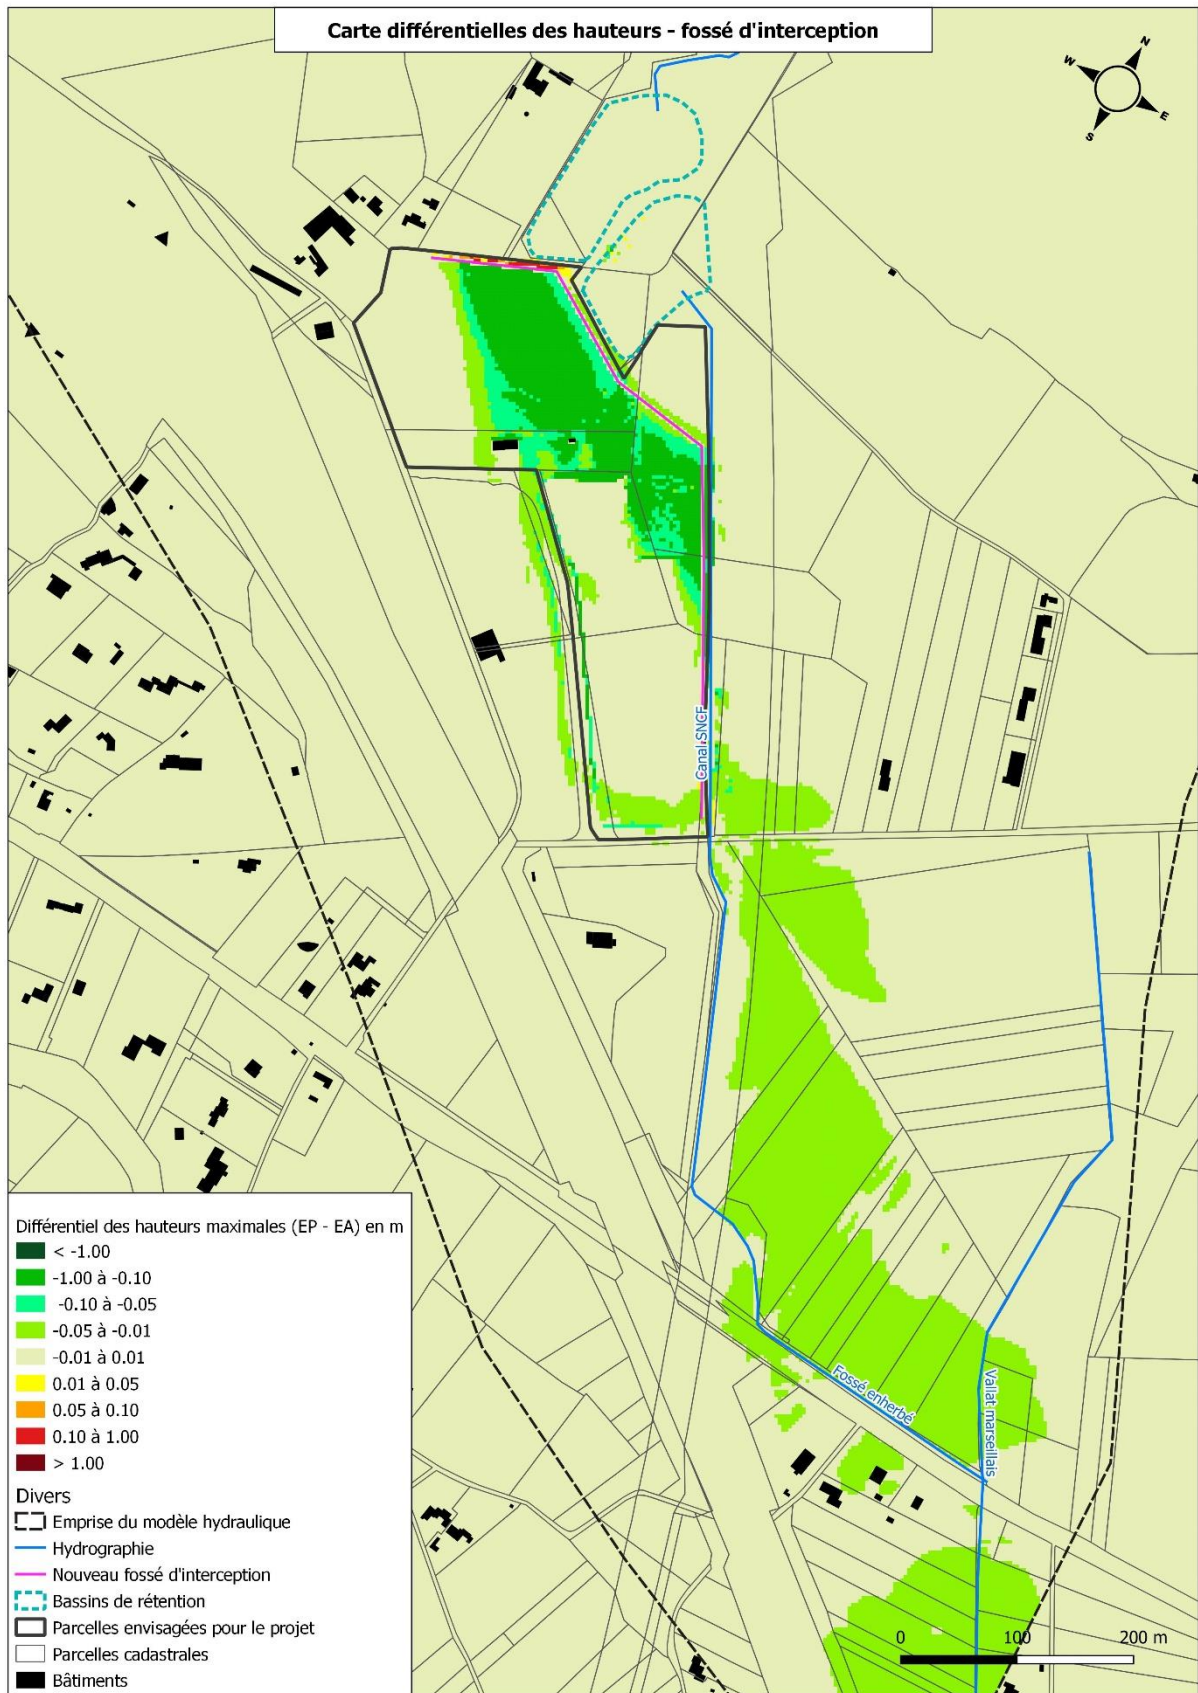 Carte différentielles des hauteurs - fossé d'interception
N
W
E
S
Canal SNCF
Fossé enherbé
Vallat marseillais
Différentiel des hauteurs maximales (EP - EA) en m
< -1.00
-1.00 à -0.10
-0.10 à -0.05
-0.05 à -0.01
-0.01 à 0.01
0.01 à 0.05
0.05 à 0.10
0.10 à 1.00
> 1.00
Divers
Emprise du modèle hydraulique
Hydrographie
Nouveau fossé d'interception
Bassins de rétention
Parcelles envisagées pour le projet
Parcelles cadastrales
Bâtiments
0 100 200 m